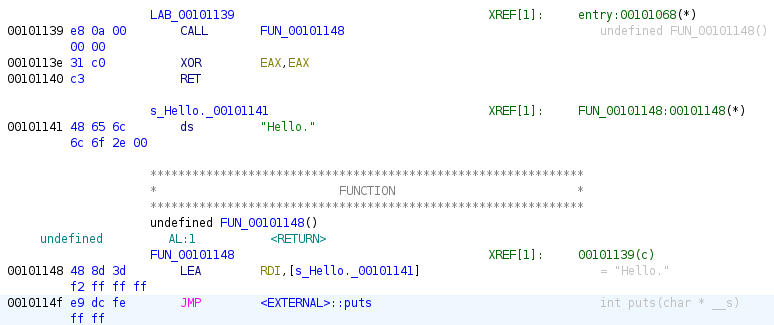 LAB_00101139 XREF[1]: entry:00101068(*)
00101139 e8 0a 00 CALL FUN_00101148 undefined FUN_00101148()
00 00
0010113e 31 c0 XOR EAX,EAX
00101140 c3 RET
s_Hello._00101141 XREF[1]: FUN_00101148:00101148(*)
00101141 48 65 6c ds "Hello."
6c 6f 2e 00
**************************************************************
* FUNCTION *
**************************************************************
undefined FUN_00101148()
undefined AL:1 <RETURN>
FUN_00101148 XREF[1]: 00101139(c)
00101148 48 8d 3d LEA RDI,[s_Hello._00101141] = "Hello."
f2 ff ff ff
0010114f e9 dc fe JMP <EXTERNAL>::puts int puts(char * __s)
ff ff